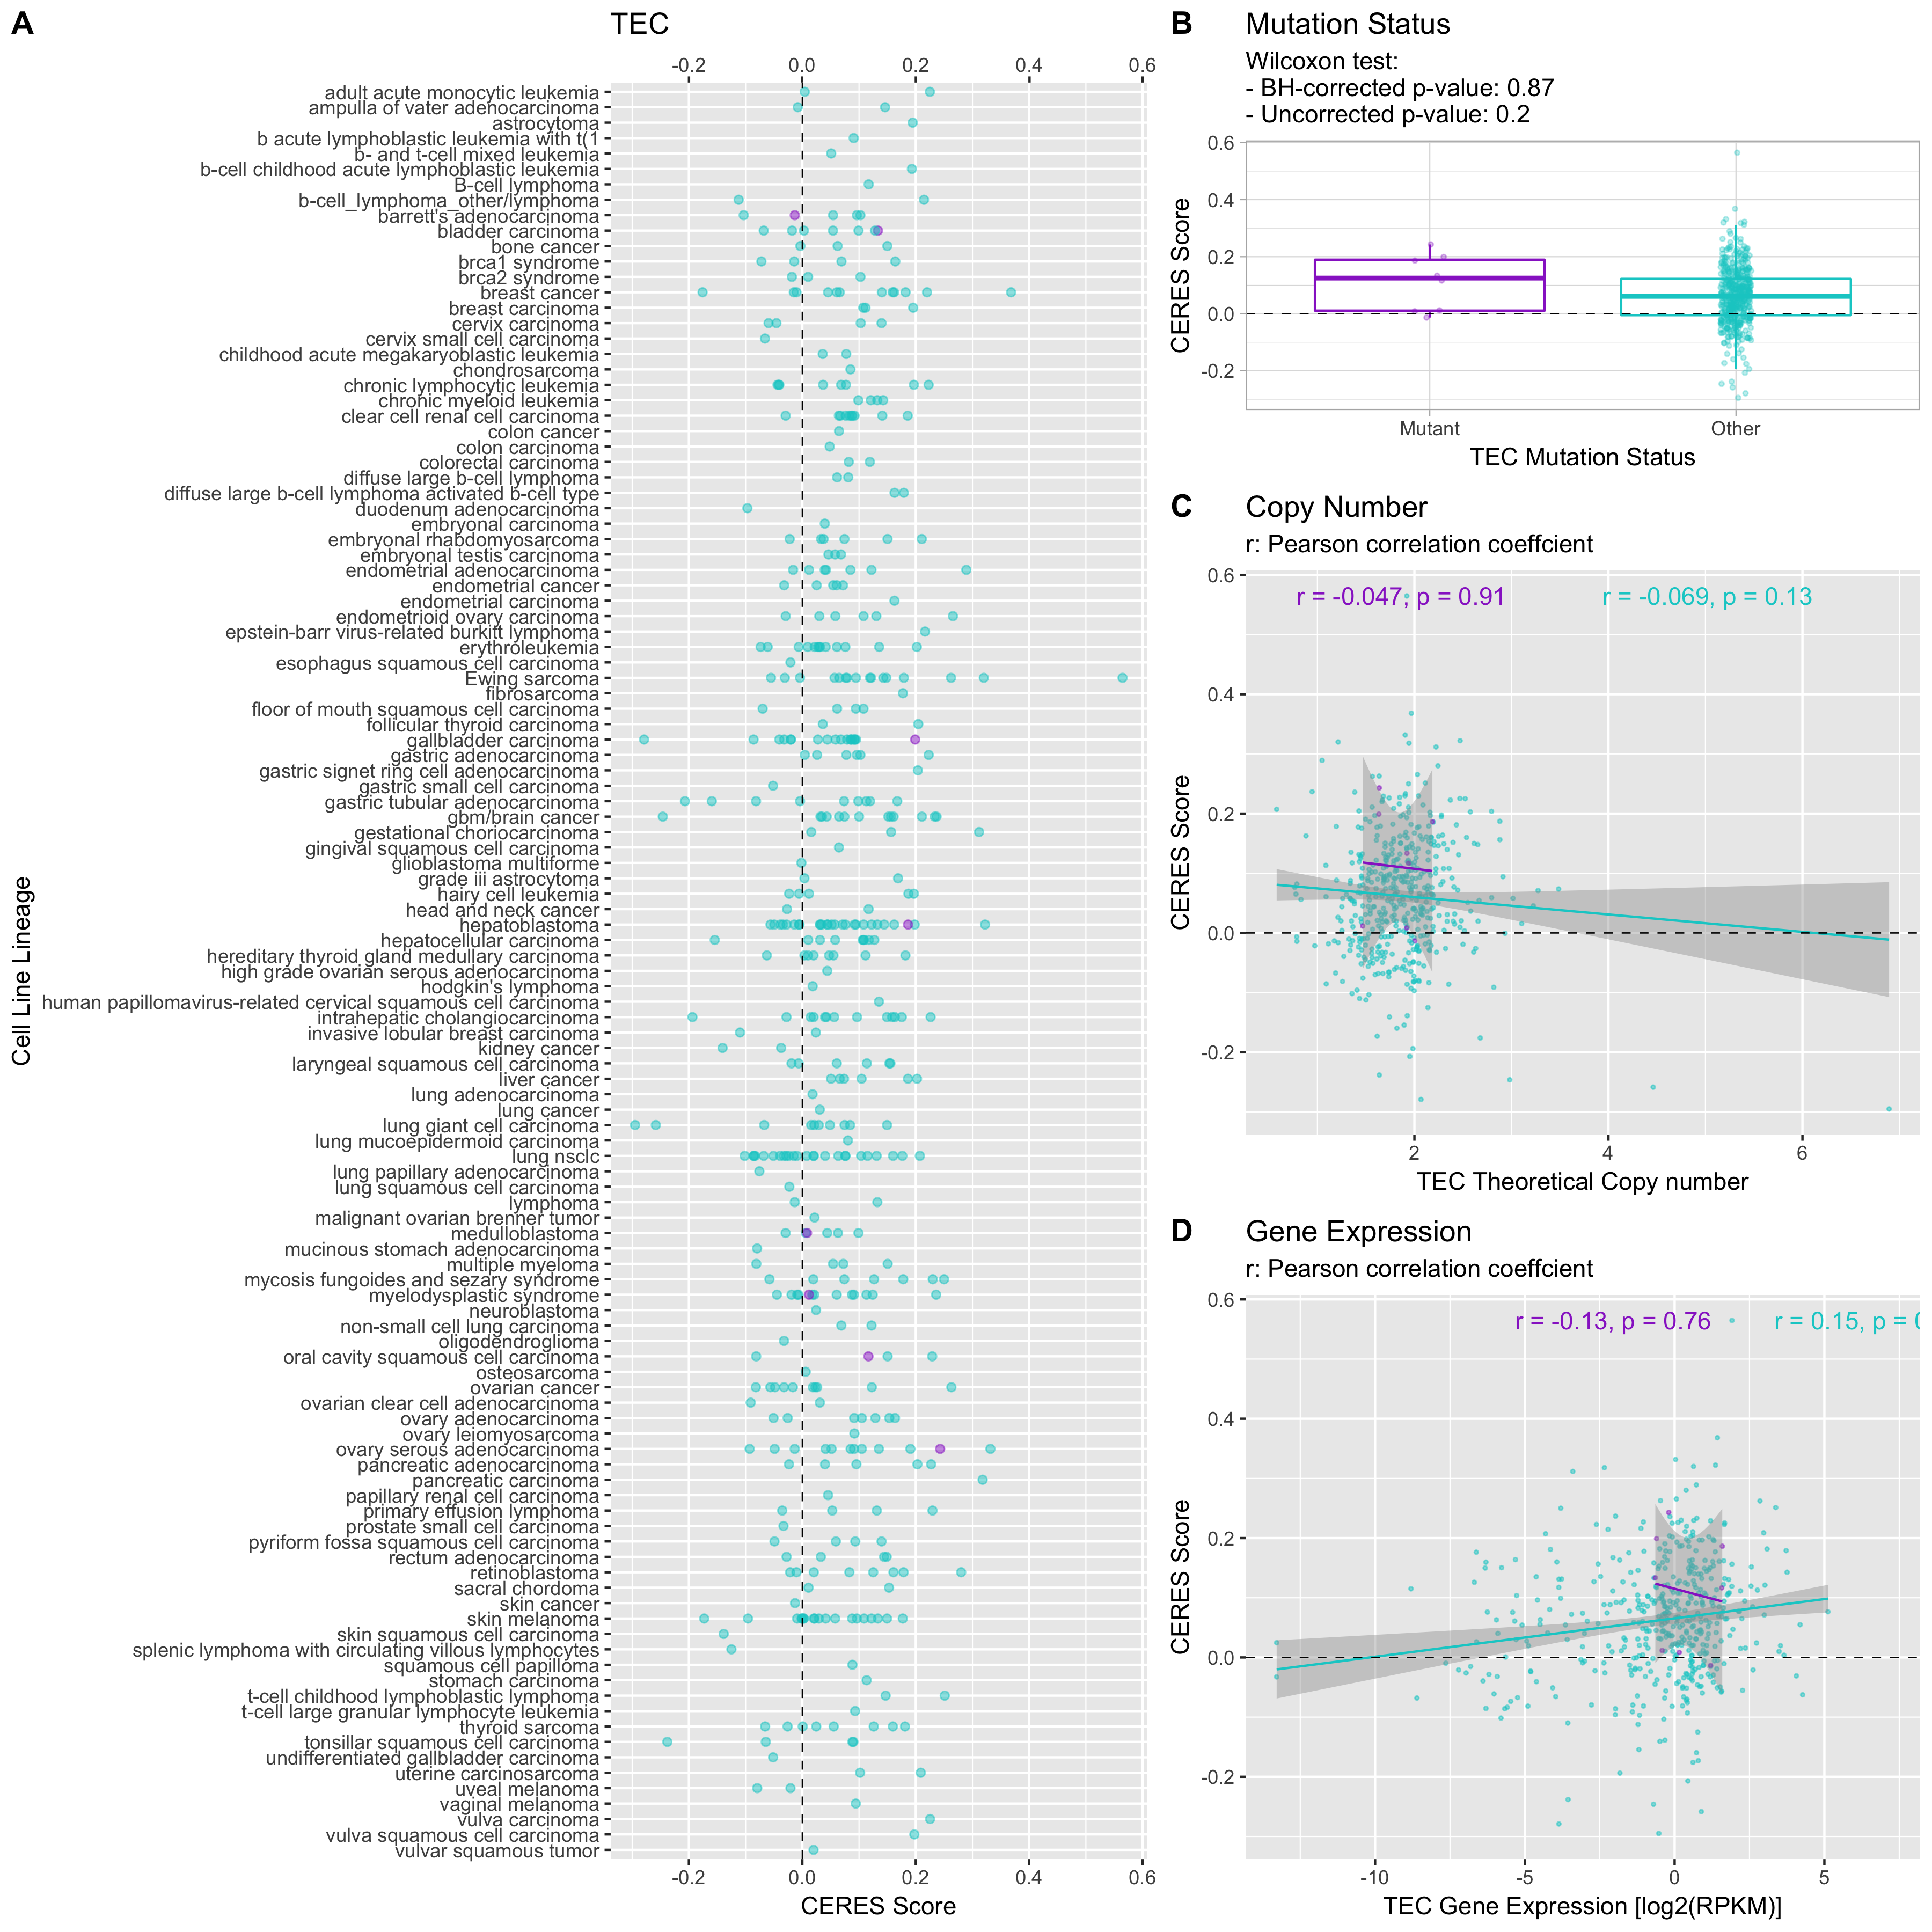 A
TEC
-0.2 0.0 0.2 0.4 0.6
Cell Line Lineage
adult acute monocytic leukemia
ampulla of vater adenocarcinoma
astrocytoma
b acute lymphoblastic leukemia with t(1
b- and t-cell mixed leukemia
b-cell childhood acute lymphoblastic leukemia
B-cell lymphoma
b-cell_lymphoma_other/lymphoma
barrett's adenocarcinoma
bladder carcinoma
bone cancer
brca1 syndrome
brca2 syndrome
breast cancer
breast carcinoma
cervix carcinoma
cervix small cell carcinoma
childhood acute megakaryoblastic leukemia
chondrosarcoma
chronic lymphocytic leukemia
chronic myeloid leukemia
clear cell renal cell carcinoma
colon cancer
colon carcinoma
colorectal carcinoma
diffuse large b-cell lymphoma
diffuse large b-cell lymphoma activated b-cell type
duodenum adenocarcinoma
embryonal carcinoma
embryonal rhabdomyosarcoma
embryonal testis carcinoma
endometrial adenocarcinoma
endometrial cancer
endometrial carcinoma
endometrioid ovary carcinoma
epstein-barr virus-related burkitt lymphoma
erythroleukemia
esophagus squamous cell carcinoma
Ewing sarcoma
fibrosarcoma
floor of mouth squamous cell carcinoma
follicular thyroid carcinoma
gallbladder carcinoma
gastric adenocarcinoma
gastric signet ring cell adenocarcinoma
gastric small cell carcinoma
gastric tubular adenocarcinoma
gbm/brain cancer
gestational choriocarcinoma
gingival squamous cell carcinoma
glioblastoma multiforme
grade iii astrocytoma
hairy cell leukemia
head and neck cancer
hepatoblastoma
hepatocellular carcinoma
hereditary thyroid gland medullary carcinoma
high grade ovarian serous adenocarcinoma
hodgkin's lymphoma
human papillomavirus-related cervical squamous cell carcinoma
intrahepatic cholangiocarcinoma
invasive lobular breast carcinoma
kidney cancer
laryngeal squamous cell carcinoma
liver cancer
lung adenocarcinoma
lung cancer
lung giant cell carcinoma
lung mucoepidermoid carcinoma
lung nsclc
lung papillary adenocarcinoma
lung squamous cell carcinoma
lymphoma
malignant ovarian brenner tumor
medulloblastoma
mucinous stomach adenocarcinoma
multiple myeloma
mycosis fungoides and sezary syndrome
myelodysplastic syndrome
neuroblastoma
non-small cell lung carcinoma
oligodendroglioma
oral cavity squamous cell carcinoma
osteosarcoma
ovarian cancer
ovarian clear cell adenocarcinoma
ovary adenocarcinoma
ovary leiomyosarcoma
ovary serous adenocarcinoma
pancreatic adenocarcinoma
pancreatic carcinoma
papillary renal cell carcinoma
primary effusion lymphoma
prostate small cell carcinoma
pyriform fossa squamous cell carcinoma
rectum adenocarcinoma
retinoblastoma
sacral chordoma
skin cancer
skin melanoma
skin squamous cell carcinoma
splenic lymphoma with circulating villous lymphocytes
squamous cell papilloma
stomach carcinoma
t-cell childhood lymphoblastic lymphoma
t-cell large granular lymphocyte leukemia
thyroid sarcoma
tonsillar squamous cell carcinoma
undifferentiated gallbladder carcinoma
uterine carcinosarcoma
uveal melanoma
vaginal melanoma
vulva carcinoma
vulva squamous cell carcinoma
vulvar squamous tumor
-0.2 0.0 0.2 0.4 0.6
CERES Score
B
Mutation Status
Wilcoxon test:
- BH-corrected p-value: 0.87
- Uncorrected p-value: 0.2
CERES Score
0.6
0.4
0.2
0.0
-0.2
Mutant Other
TEC Mutation Status
C
Copy Number
r: Pearson correlation coeffcient
r = -0.047, p = 0.91 r = -0.069, p = 0.13
CERES Score
0.6
0.4
0.2
0.0
-0.2
2 4 6
TEC Theoretical Copy number
D
Gene Expression
r: Pearson correlation coeffcient
r = -0.13, p = 0.76 r = 0.15, p = 0
CERES Score
0.6
0.4
0.2
0.0
-0.2
-10 -5 0 5
TEC Gene Expression [log2(RPKM)]